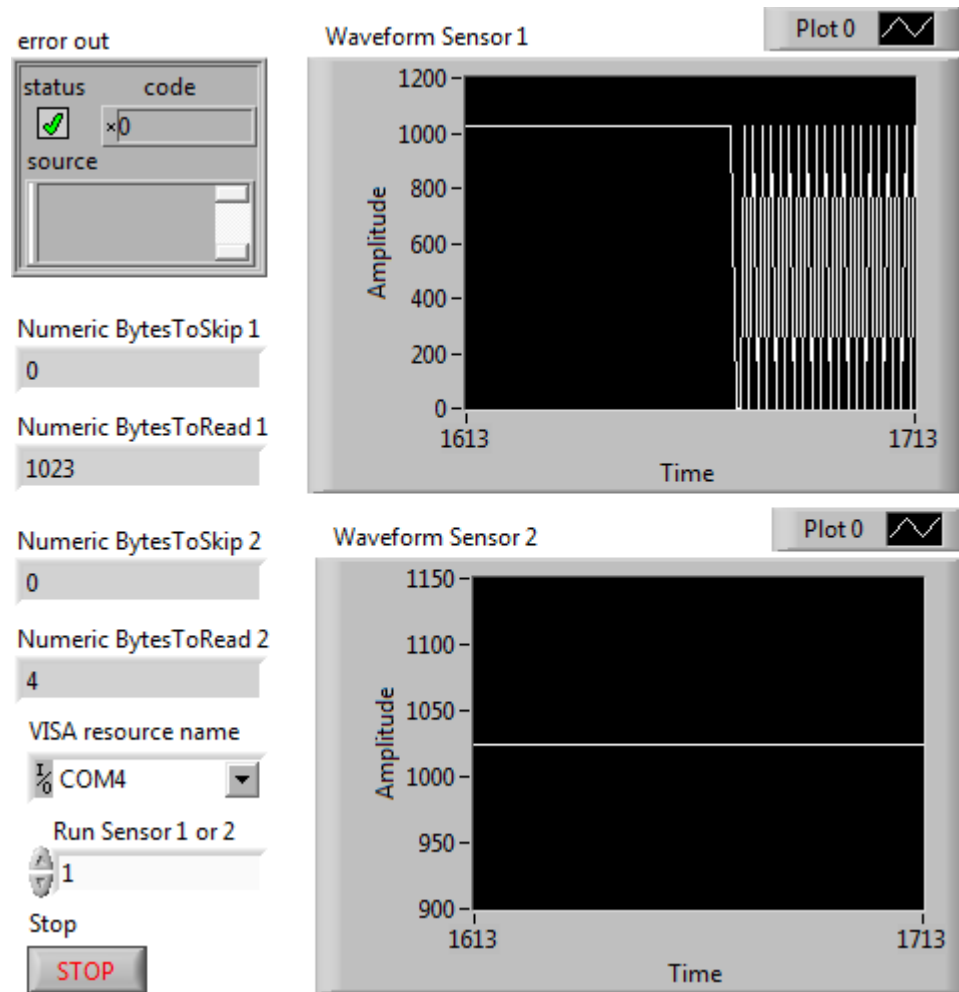 error out
status code
×0
source
Numeric BytesToSkip 1
0
Numeric BytesToRead 1
1023
Numeric BytesToSkip 2
0
Numeric BytesToRead 2
4
VISA resource name
I/O COM4
Run Sensor 1 or 2
1
Stop
STOP
Waveform Sensor 1
Plot 0
1200
1000
800
600
400
200
0
Amplitude
1613 1713
Time
Waveform Sensor 2
Plot 0
1150
1100
1050
1000
950
900
Amplitude
1613 1713
Time